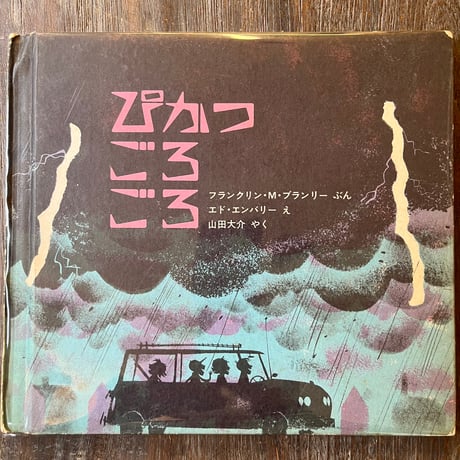 ぴかっ
ごろ
ごろ
フランクリン・M・ブランリー ぶん
エド・エンバリー え
山田大介 やく